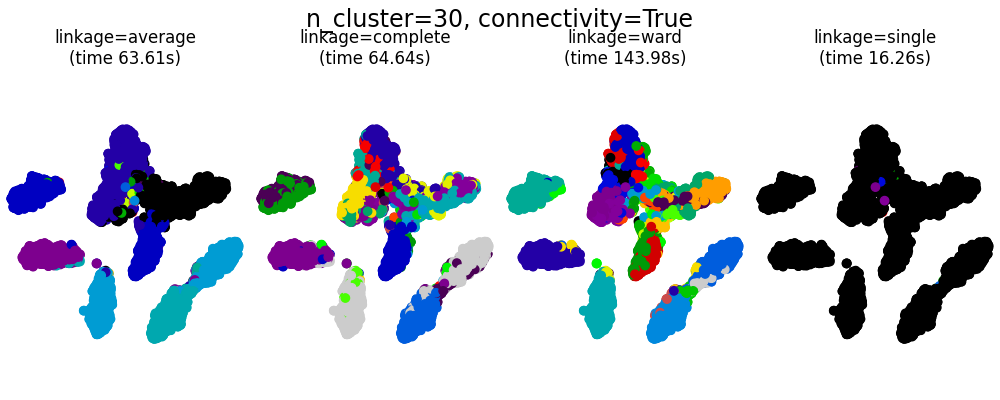 n_cluster=30, connectivity=True
linkage=average
(time 63.61s)
linkage=complete
(time 64.64s)
linkage=ward
(time 143.98s)
linkage=single
(time 16.26s)